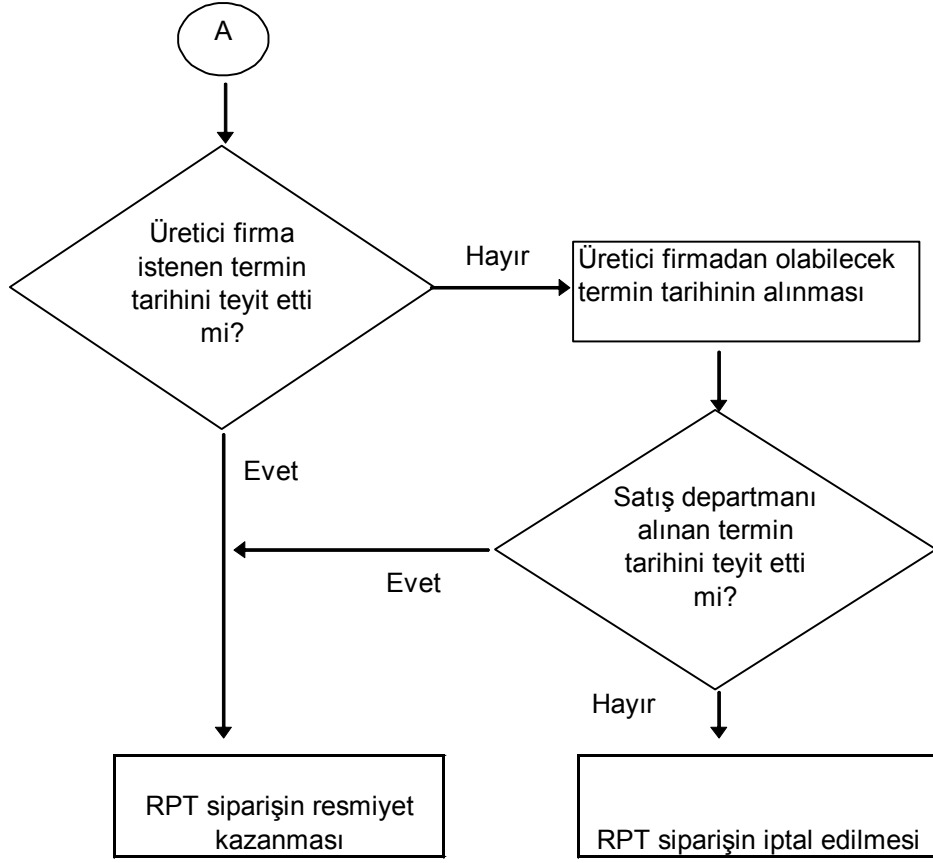 A
Üretici firma
istenen termin
tarihini teyit etti
mi?
Hayır
Üretici firmadan olabilecek
termin tarihinin alınması
Evet
Satış departmanı
alınan termin
tarihini teyit etti
mi?
Evet
Hayır
RPT siparişin resmiyet
kazanması
RPT siparişin iptal edilmesi